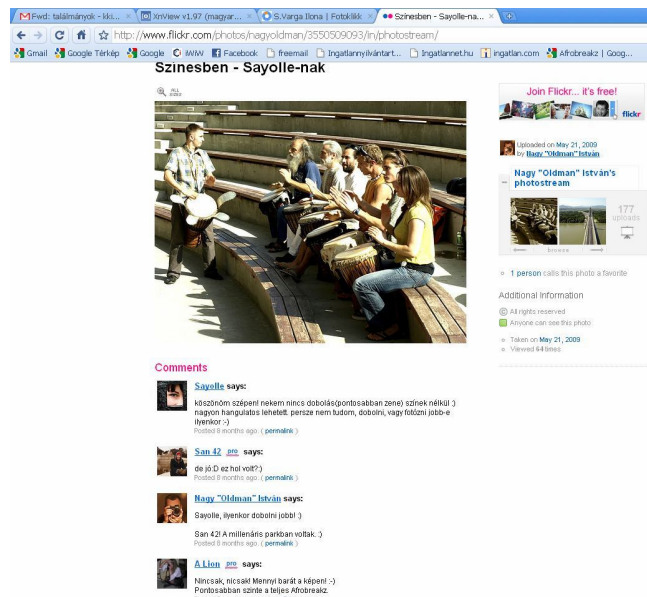 Fwd: találmányok - kki...
XnView v1.97 (magyar...
S.Varga Ilona | Fotoklikk
Színesben - Sayolle-na...
http://www.flickr.com/photos/nagyoldman/3550509093/in/photostream/
Gmail Google Térkép Google iWiW Facebook freemail Ingatlannyilvántart... Ingatlannet.hu ingatlan.com Afrobreakz | Goog...
Színesben - Sayolle-nak
ALL
SIZES
Join Flickr... it's free!
flickr
Uploaded on May 21, 2009
by Nagy "Oldman" István
Nagy "Oldman" István's
photostream
177
uploads
browse
1 person calls this photo a favorite
Additional Information
© All rights reserved
Anyone can see this photo
Taken on May 21, 2009
Viewed 64 times
Comments
Sayolle says:
köszönöm szépen! nekem nincs dobolás(pontosabban zene) színek nélkül :)
nagyon hangulatos lehetett. persze nem tudom, dobolni, vagy fotózni jobb-e
ilyenkor :-)
Posted 8 months ago. ( permalink )
San 42 pro says:
de jó:D ez hol volt?:)
Posted 8 months ago. ( permalink )
Nagy "Oldman" István says:
Sayolle, ilyenkor dobolni jobb! :)
San 42! A millenáris parkban voltak. :)
Posted 8 months ago. ( permalink )
A Lion pro says:
Nincsak, nicsak! Mennyi barát a képen! :-)
Pontosabban szinte a teljes Afrobreakz.